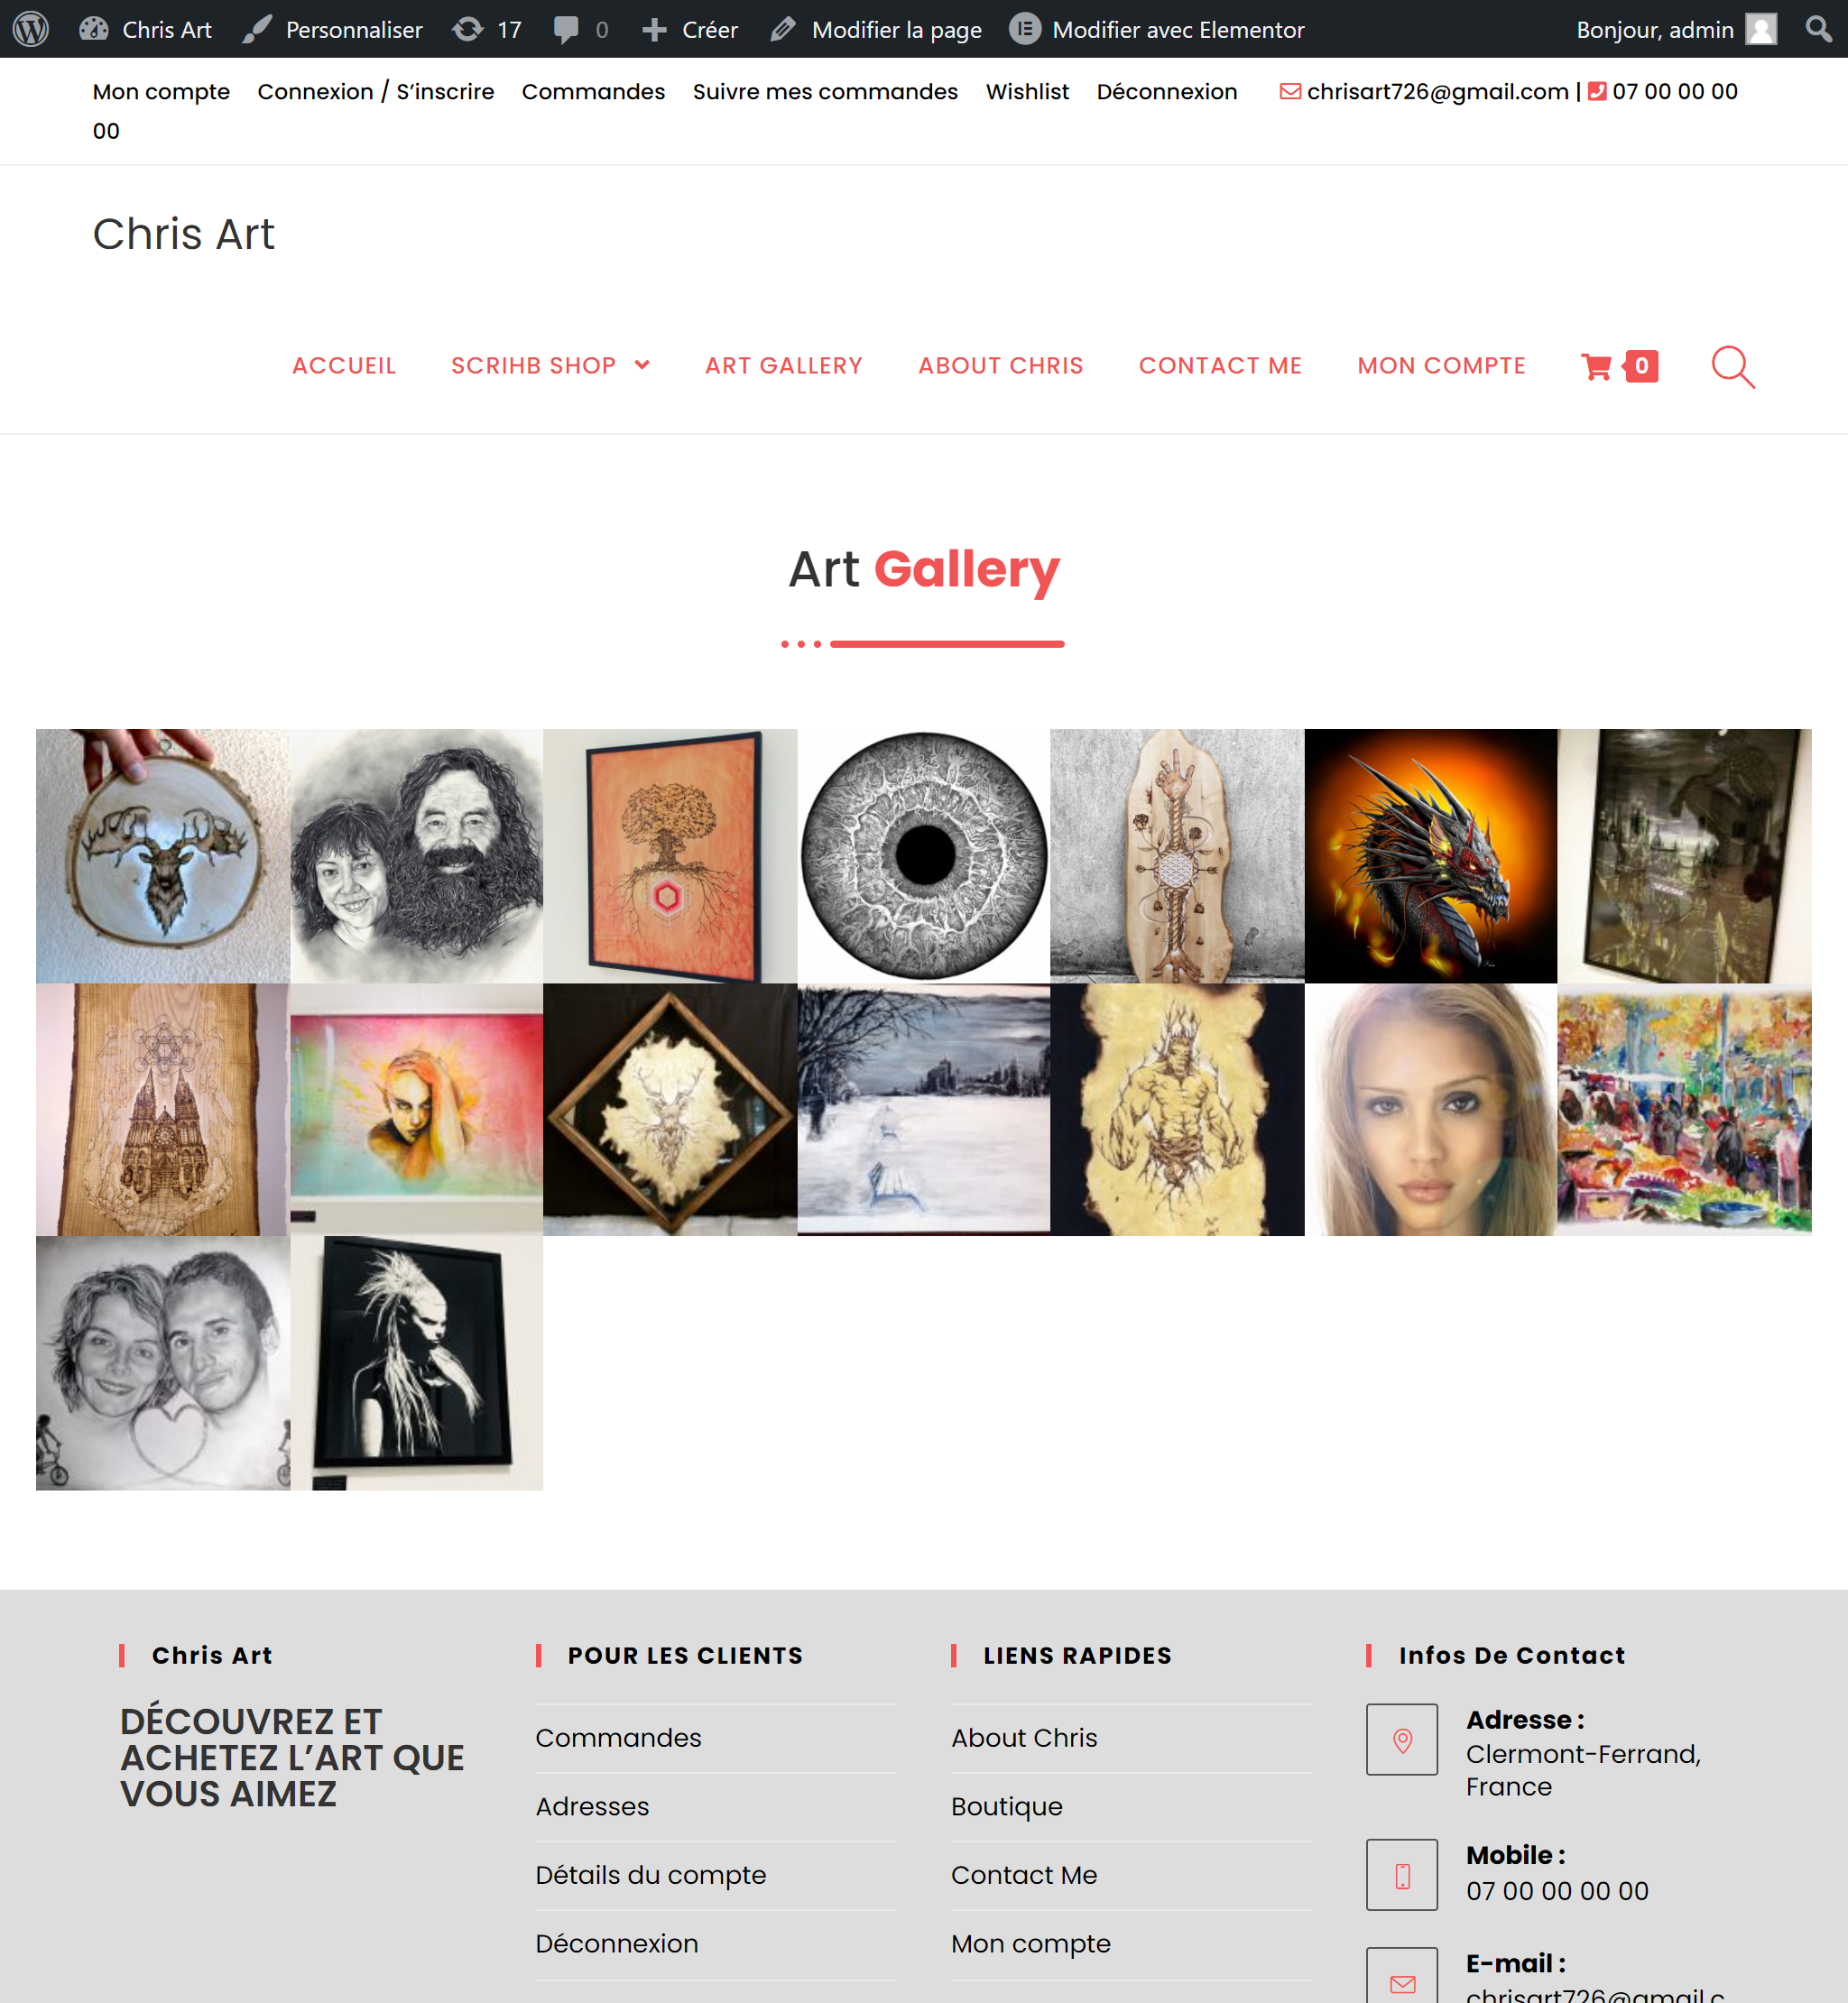 Chris Art Personnaliser 17 0 Créer Modifier la page Modifier avec Elementor Bonjour, admin
Mon compte Connexion / S’inscrire Commandes Suivre mes commandes Wishlist Déconnexion chrisart726@gmail.com | 07 00 00 00
00
Chris Art
ACCUEIL SCRIHB SHOP ART GALLERY ABOUT CHRIS CONTACT ME MON COMPTE 0
Art Gallery
Chris Art
DÉCOUVREZ ET
ACHETEZ L’ART QUE
VOUS AIMEZ
POUR LES CLIENTS
Commandes
Adresses
Détails du compte
Déconnexion
LIENS RAPIDES
About Chris
Boutique
Contact Me
Mon compte
Infos De Contact
Adresse :
Clermont-Ferrand,
France
Mobile :
07 00 00 00 00
E-mail :
chrisart726@gmail.c